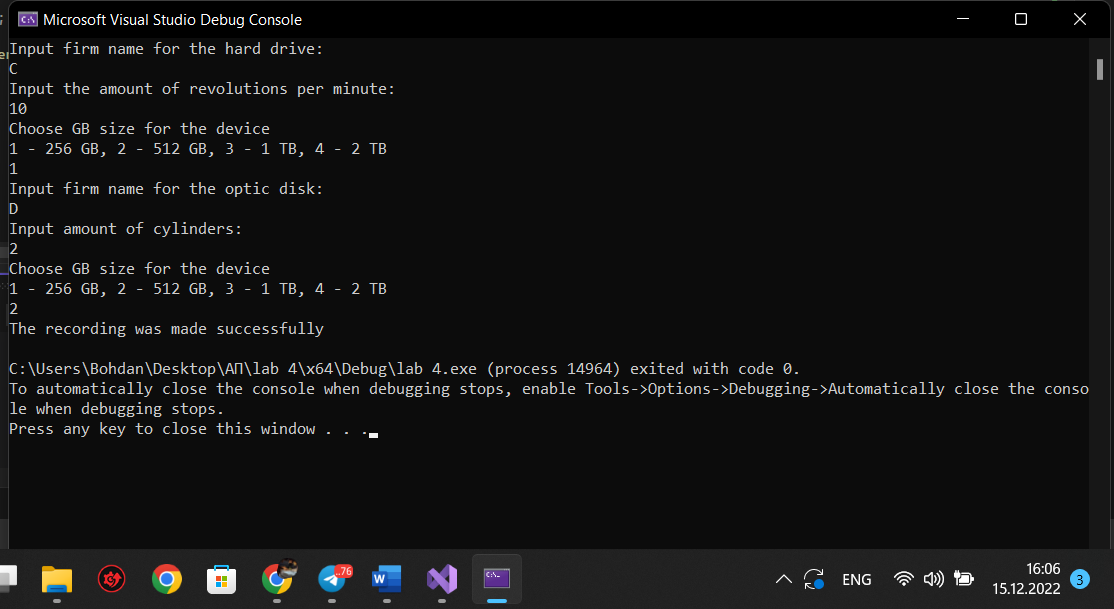 Microsoft Visual Studio Debug Console
Input firm name for the hard drive:
C
Input the amount of revolutions per minute:
10
Choose GB size for the device
1 - 256 GB, 2 - 512 GB, 3 - 1 TB, 4 - 2 TB
1
Input firm name for the optic disk:
D
Input amount of cylinders:
2
Choose GB size for the device
1 - 256 GB, 2 - 512 GB, 3 - 1 TB, 4 - 2 TB
2
The recording was made successfully
C:\Users\Bohdan\Desktop\АП\lab 4\x64\Debug\lab 4.exe (process 14964) exited with code 0.
To automatically close the console when debugging stops, enable Tools->Options->Debugging->Automatically close the conso
le when debugging stops.
Press any key to close this window . . .
..76
ENG
16:06
15.12.2022
3